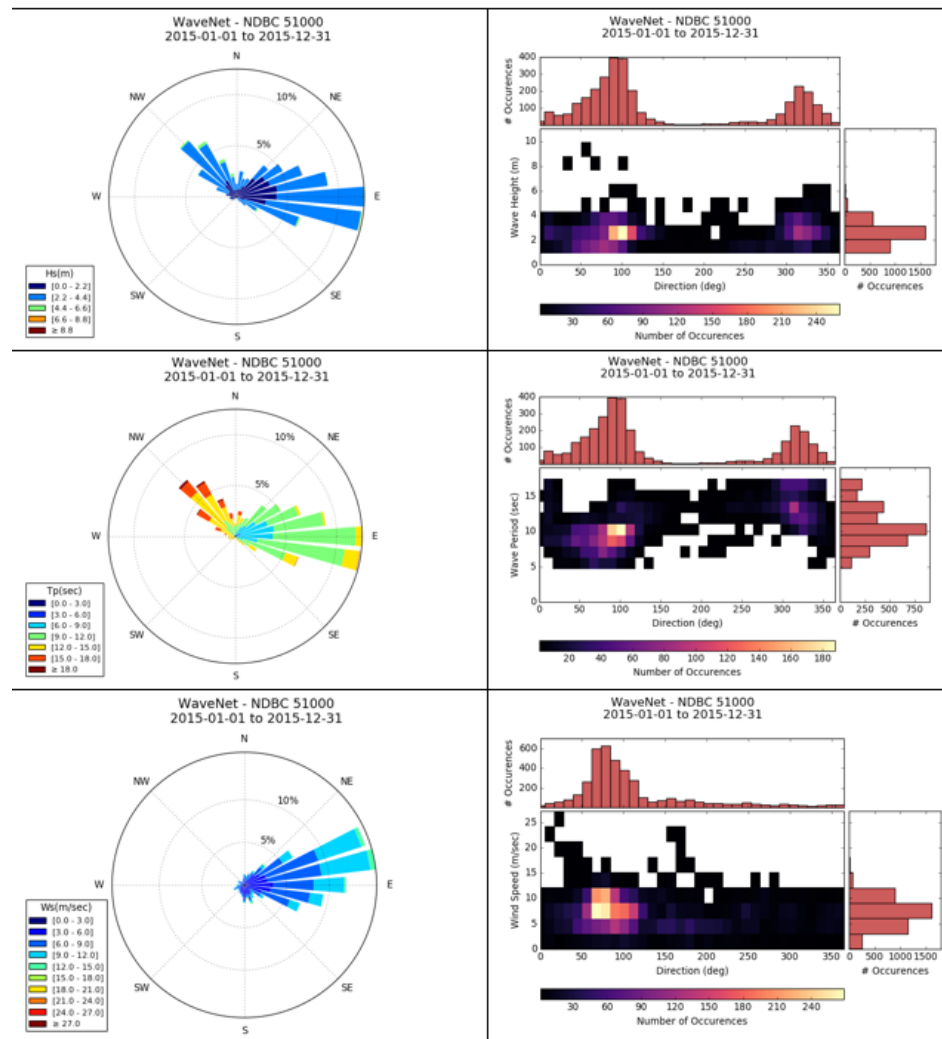 WaveNet - NDBC 51000
2015-01-01 to 2015-12-31
N
NW
NE
10%
5%
W
E
SW
SE
S
Hs(m)
[0.0 - 2.2]
[2.2 - 4.4]
[4.4 - 6.6]
[6.6 - 8.8]
≥ 8.8
WaveNet - NDBC 51000
2015-01-01 to 2015-12-31
# Occurences
400
300
200
100
Wave Height (m)
10
8
6
4
2
0
0 50 100 150 200 250 300 350
Direction (deg)
0 500 1000 1500
# Occurences
30 60 90 120 150 180 210 240
Number of Occurences
WaveNet - NDBC 51000
2015-01-01 to 2015-12-31
N
NW
NE
10%
5%
W
E
SW
SE
S
Tp(sec)
[0.0 - 3.0]
[3.0 - 6.0]
[6.0 - 9.0]
[9.0 - 12.0]
[12.0 - 15.0]
[15.0 - 18.0]
≥ 18.0
WaveNet - NDBC 51000
2015-01-01 to 2015-12-31
# Occurences
400
300
200
100
Wave Period (sec)
15
10
5
0
0 50 100 150 200 250 300 350
Direction (deg)
0 250 500 750
# Occurences
20 40 60 80 100 120 140 160 180
Number of Occurences
WaveNet - NDBC 51000
2015-01-01 to 2015-12-31
N
NW
NE
10%
5%
W
E
SW
SE
S
Ws(m/sec)
[0.0 - 3.0]
[3.0 - 6.0]
[6.0 - 9.0]
[9.0 - 12.0]
[12.0 - 15.0]
[15.0 - 18.0]
[18.0 - 21.0]
[21.0 - 24.0]
[24.0 - 27.0]
≥ 27.0
WaveNet - NDBC 51000
2015-01-01 to 2015-12-31
# Occurences
600
400
200
Wind Speed (m/sec)
25
20
15
10
5
0
0 50 100 150 200 250 300 350
Direction (deg)
0 500 1000 1500
# Occurences
30 60 90 120 150 180 210 240
Number of Occurences